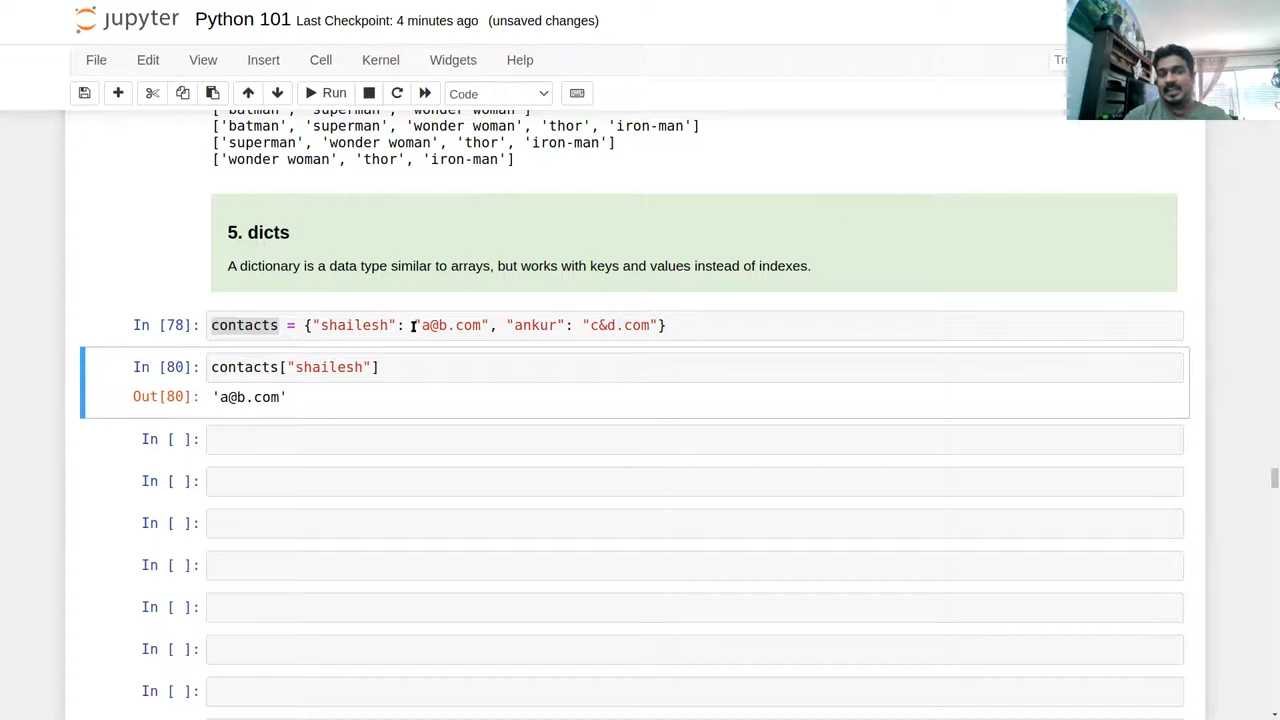 jupyter Python 101 Last Checkpoint: 4 minutes ago (unsaved changes)
File Edit View Insert Cell Kernel Widgets Help
Run Code
['batman', 'superman', 'wonder woman', 'thor', 'iron-man']
['superman', 'wonder woman', 'thor', 'iron-man']
['wonder woman', 'thor', 'iron-man']
5. dicts
A dictionary is a data type similar to arrays, but works with keys and values instead of indexes.
In [78]: contacts = {"shailesh": "a@b.com", "ankur": "c&d.com"}
In [80]: contacts["shailesh"]
Out[80]: 'a@b.com'
In [ ]:
In [ ]:
In [ ]:
In [ ]:
In [ ]:
In [ ]:
In [ ]: